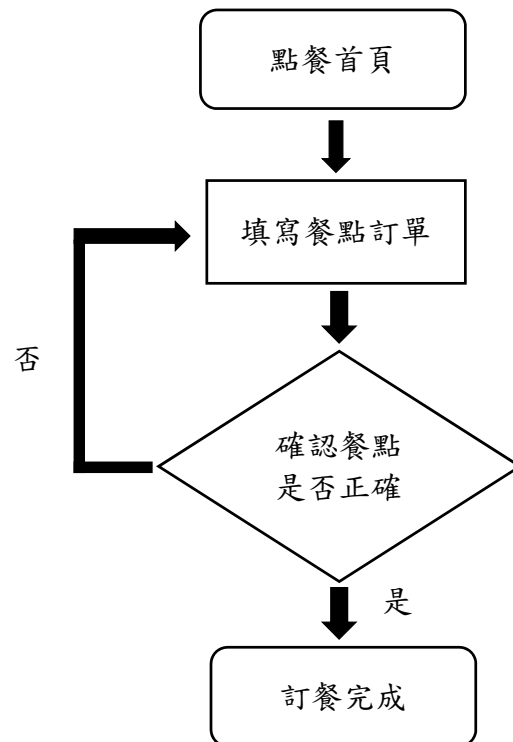 點餐首頁
填寫餐點訂單
否
確認餐點
是否正確
是
訂餐完成